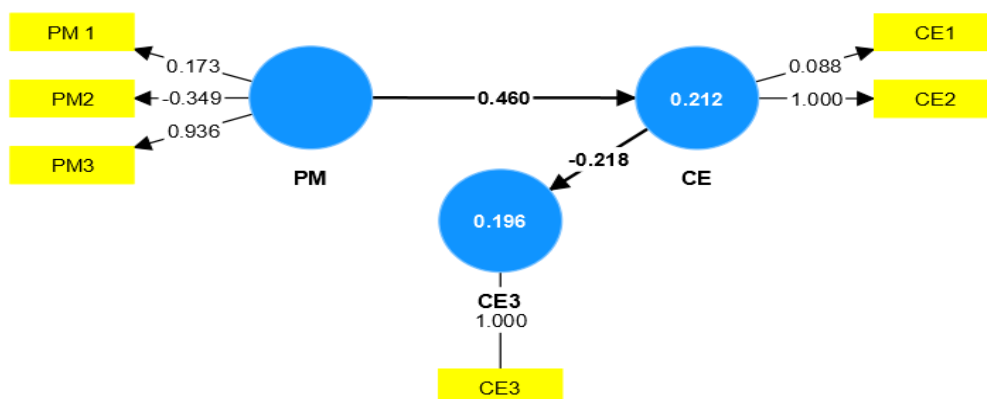 PM 1
CE1
0.173
0.088
PM2
-0.349
0.460
0.212
1.000
CE2
0.936
PM3
-0.218
PM
CE
0.196
CE3
1.000
CE3